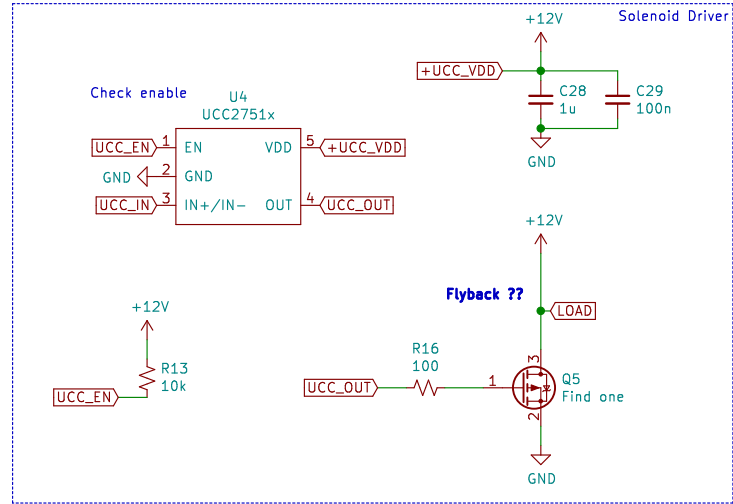 Solenoid Driver
+12V
+UCC_VDD
C28
1u
C29
100n
GND
Check enable
U4
UCC2751x
UCC_EN
1
EN
VDD
5
+UCC_VDD
GND
2
GND
UCC_IN
3
IN+/IN-
OUT
4
UCC_OUT
+12V
R13
10k
UCC_EN
+12V
Flyback ??
LOAD
R16
100
UCC_OUT
1
3
2
Q5
Find one
GND